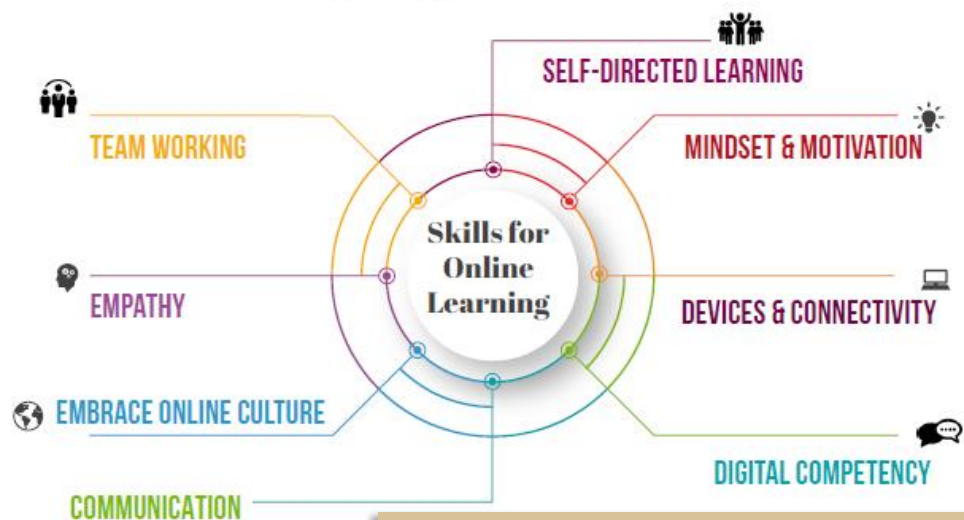 SELF-DIRECTED LEARNING
TEAM WORKING
MINDSET & MOTIVATION
Skills for
Online
Learning
EMPATHY
DEVICES & CONNECTIVITY
EMBRACE ONLINE CULTURE
DIGITAL COMPETENCY
COMMUNICATION